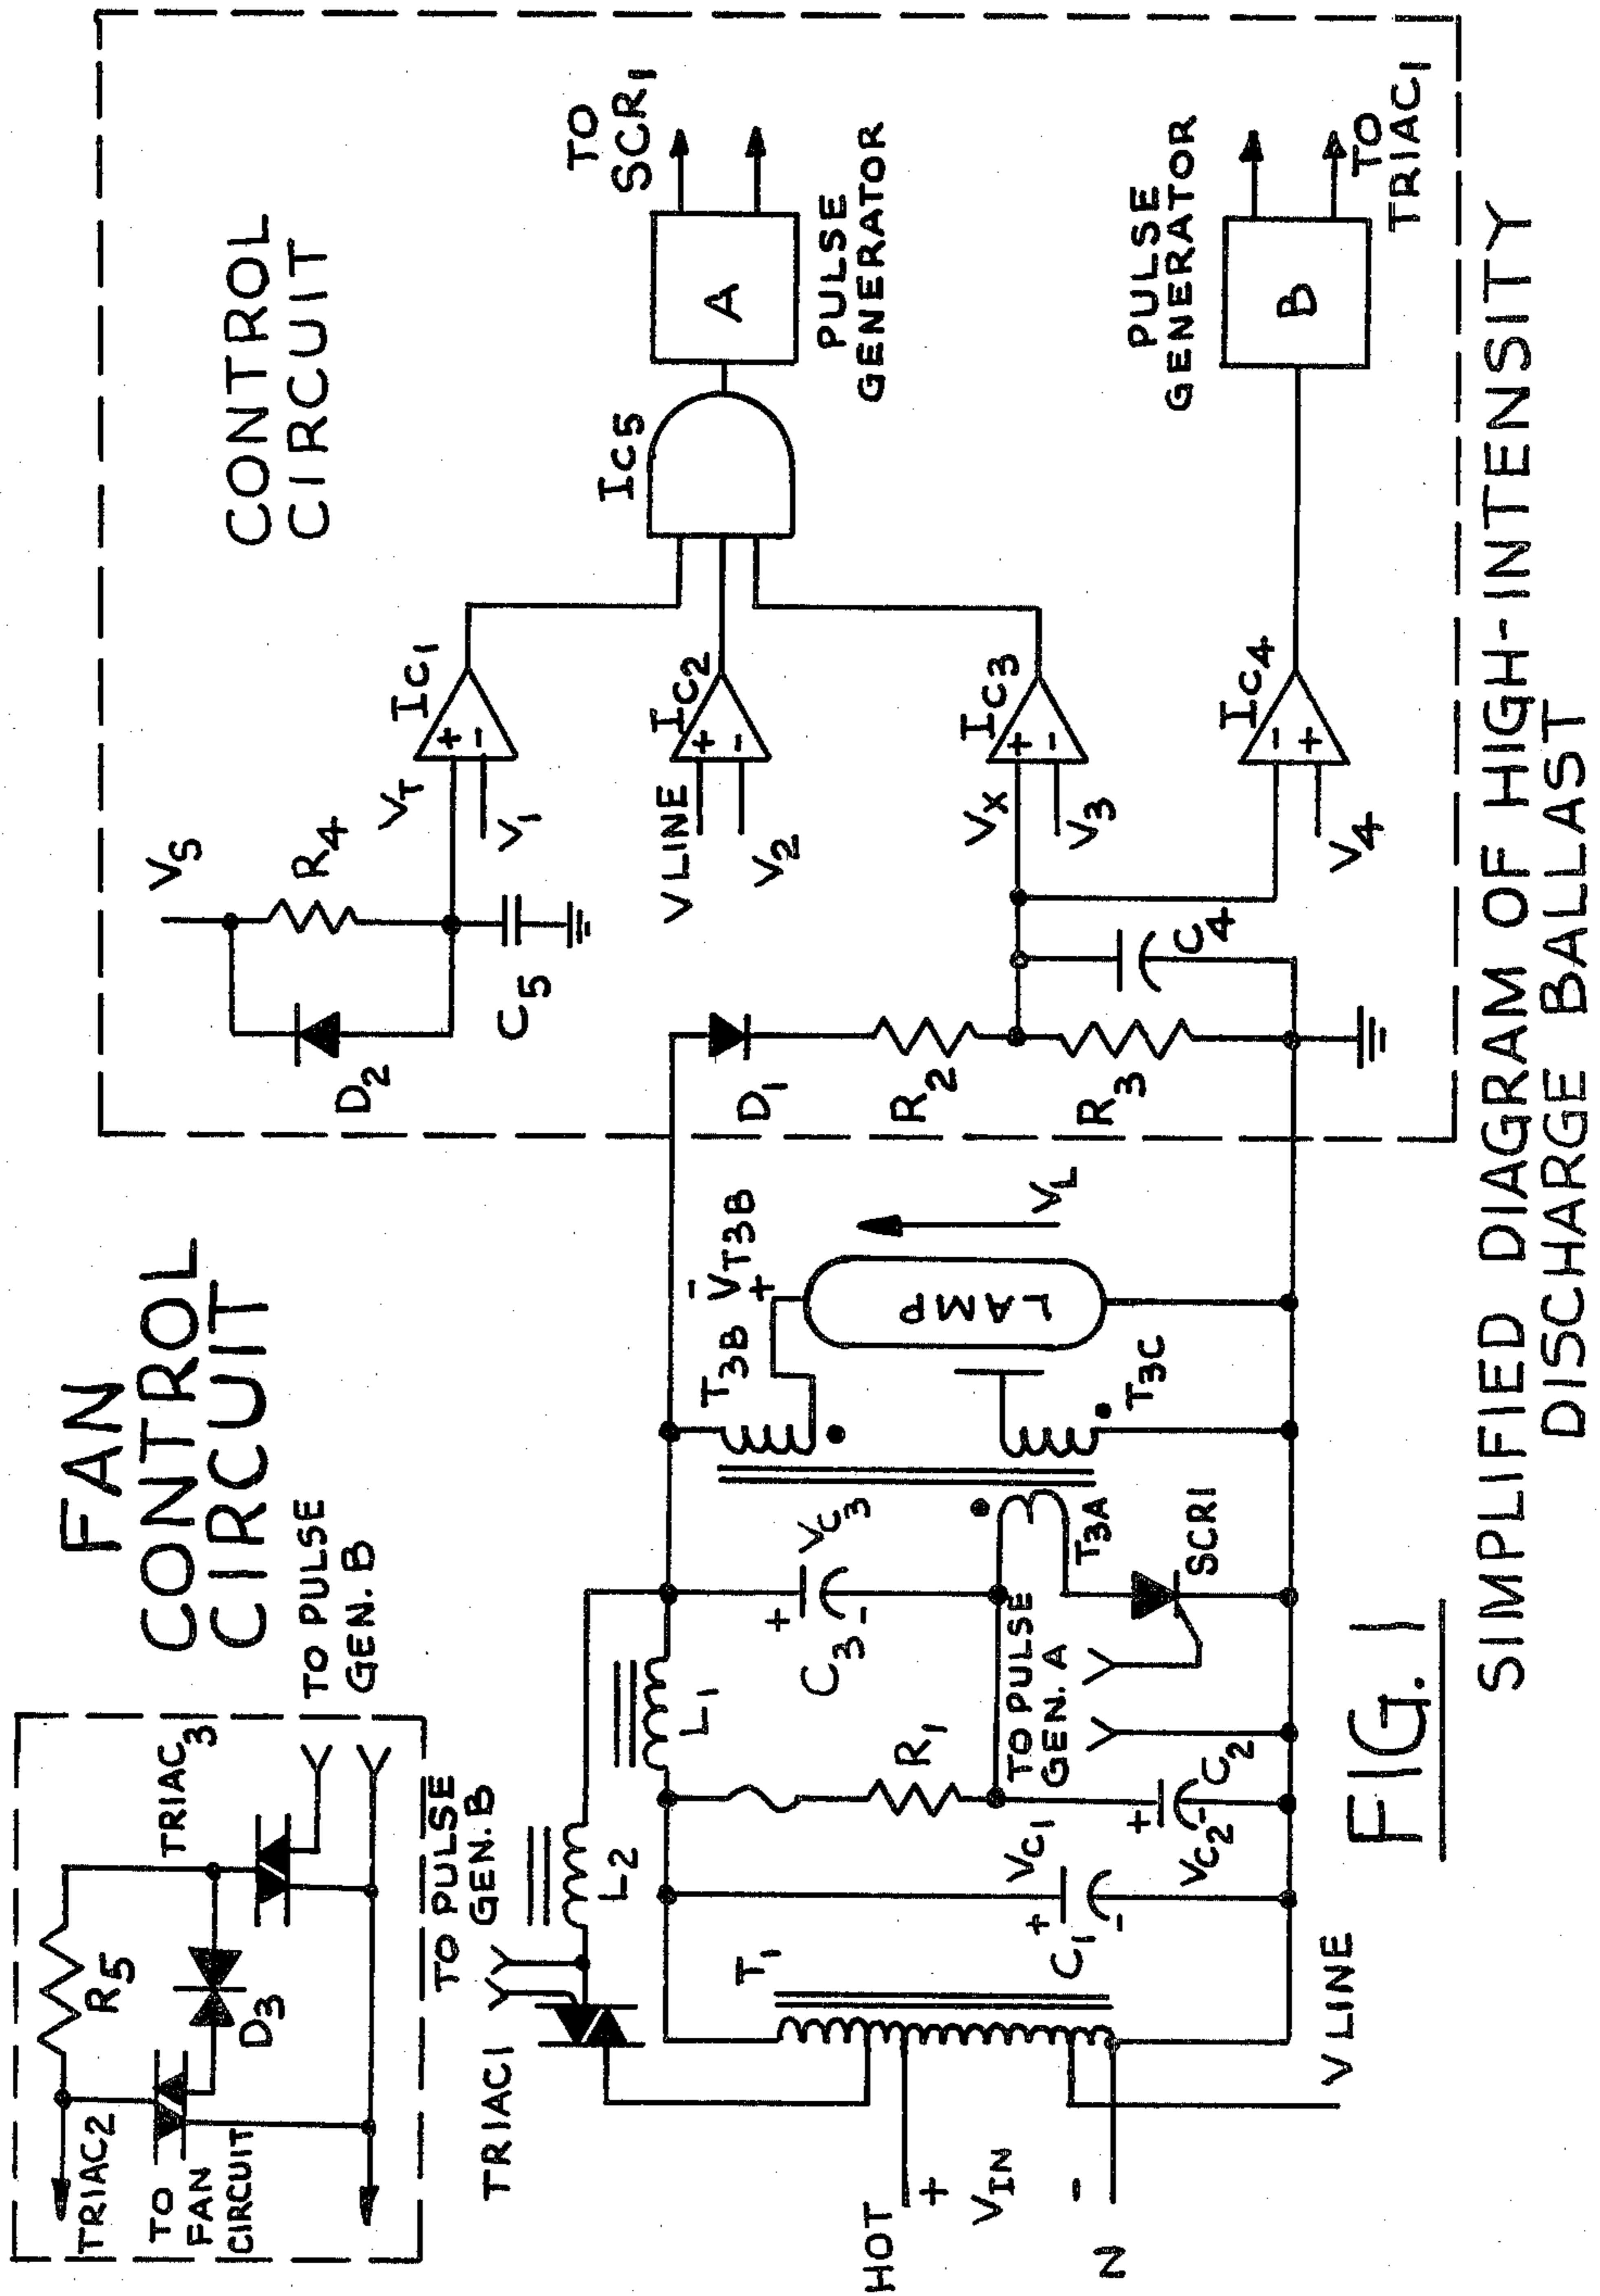 FAN
CONTROL
CIRCUIT
TRIAC3
R5
D3
TRIAC2
TO
FAN
CIRCUIT
TO PULSE
GEN. B
CONTROL
CIRCUIT
VS
D2
R4
C5
VT
V1
IC1
+
-
V LINE
V2
IC2
+
-
VX
V3
IC3
+
-
V4
IC4
-
+
IC5
A
PULSE
GENERATOR
TO
SCR1
B
PULSE
GENERATOR
TO
TRIAC1
D1
R2
R3
C4
TRIAC1
TO PULSE
GEN. B
L2
L1
HOT
+
VIN
-
N
T1
V LINE
C1
+
-
VC1
R1
C2
+
-
VC2
C3
+
-
VC3
TO PULSE
GEN. A
SCR1
T3A
T3B
T3C
-
VT3B
+
LAMP
VL
FIG. 1
SIMPLIFIED DIAGRAM OF HIGH-INTENSITY
DISCHARGE BALLAST